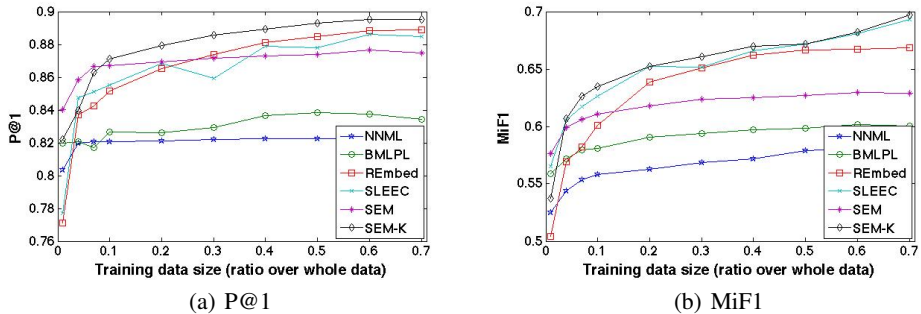 0.9
0.88
0.86
0.84
0.82
0.8
0.78
0.76
P@1
0 0.1 0.2 0.3 0.4 0.5 0.6 0.7
Training data size (ratio over whole data)
NNML
BMLPL
REmbed
SLEEC
SEM
SEM-K
(a) P@1
0.7
0.65
0.6
0.55
0.5
MiF1
0 0.1 0.2 0.3 0.4 0.5 0.6 0.7
Training data size (ratio over whole data)
NNML
BMLPL
REmbed
SLEEC
SEM
SEM-K
(b) MiF1